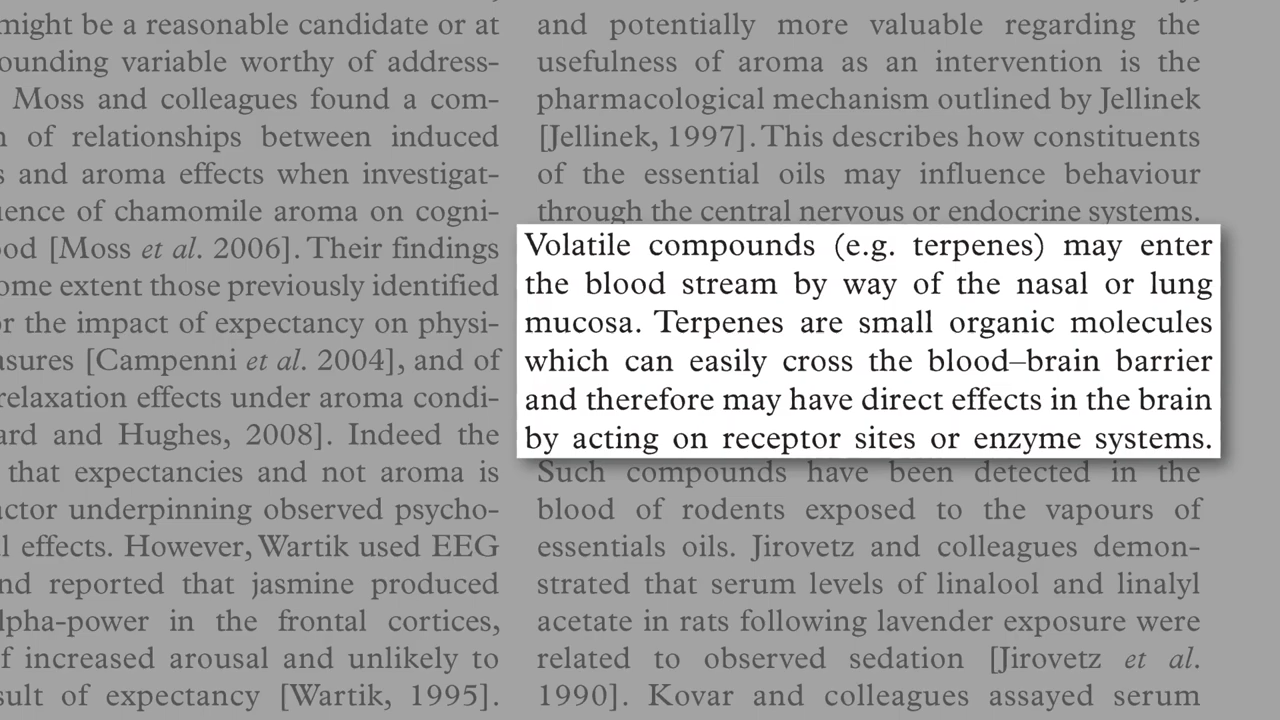 might be a reasonable candidate or at
ounding variable worthy of address-
Moss and colleagues found a com-
of relationships between induced
and aroma effects when investigat-
uence of chamomile aroma on cogni-
ood [Moss et al. 2006]. Their findings
ome extent those previously identified
or the impact of expectancy on physi-
asures [Campenni et al. 2004], and of
relaxation effects under aroma condi-
ard and Hughes, 2008]. Indeed the
that expectancies and not aroma is
actor underpinning observed psycho-
l effects. However, Wartik used EEG
nd reported that jasmine produced
lpha-power in the frontal cortices,
f increased arousal and unlikely to
sult of expectancy [Wartik, 1995].
and potentially more valuable regarding the
usefulness of aroma as an intervention is the
pharmacological mechanism outlined by Jellinek
[Jellinek, 1997]. This describes how constituents
of the essential oils may influence behaviour
through the central nervous or endocrine systems.
Volatile compounds (e.g. terpenes) may enter
the blood stream by way of the nasal or lung
mucosa. Terpenes are small organic molecules
which can easily cross the blood–brain barrier
and therefore may have direct effects in the brain
by acting on receptor sites or enzyme systems.
Such compounds have been detected in the
blood of rodents exposed to the vapours of
essentials oils. Jirovetz and colleagues demon-
strated that serum levels of linalool and linalyl
acetate in rats following lavender exposure were
related to observed sedation [Jirovetz et al.
1990]. Kovar and colleagues assayed serum